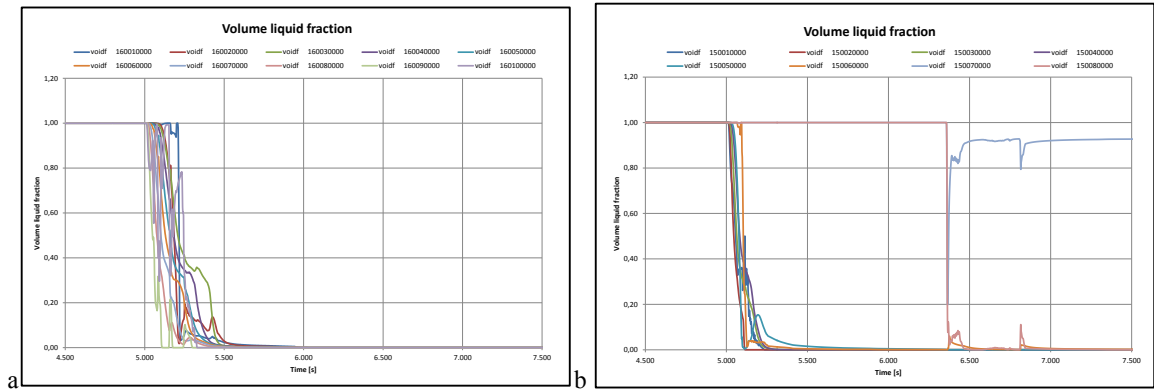 Volume liquid fraction
voidf 160010000 voidf 160020000 voidf 160030000 voidf 160040000 voidf 160050000
voidf 160060000 voidf 160070000 voidf 160080000 voidf 160090000 voidf 160100000
1,20
1,00
0,80
0,60
0,40
0,20
0,00
Volume liquid fraction
4.500 5.000 5.500 6.000 6.500 7.000 7.500
Time [s]
a
Volume liquid fraction
voidf 150010000 voidf 150020000 voidf 150030000 voidf 150040000
voidf 150050000 voidf 150060000 voidf 150070000 voidf 150080000
1,20
1,00
0,80
0,60
0,40
0,20
0,00
Volume liquid fraction
4.500 5.000 5.500 6.000 6.500 7.000 7.500
Time [s]
b